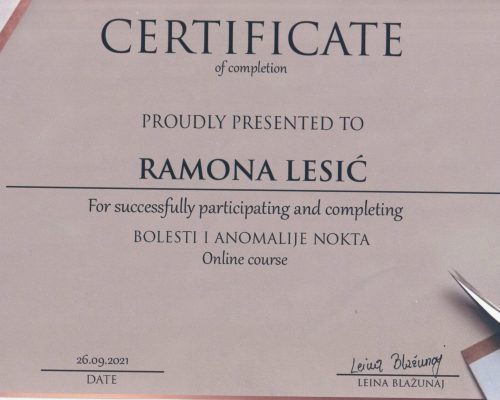 CERTIFICATE
of completion
PROUDLY PRESENTED TO
RAMONA LESIĆ
For successfully participating and completing
BOLESTI I ANOMALIJE NOKTA
Online course
26.09.2021
DATE
Leina Blažunaj
LEINA BLAŽUNAJ